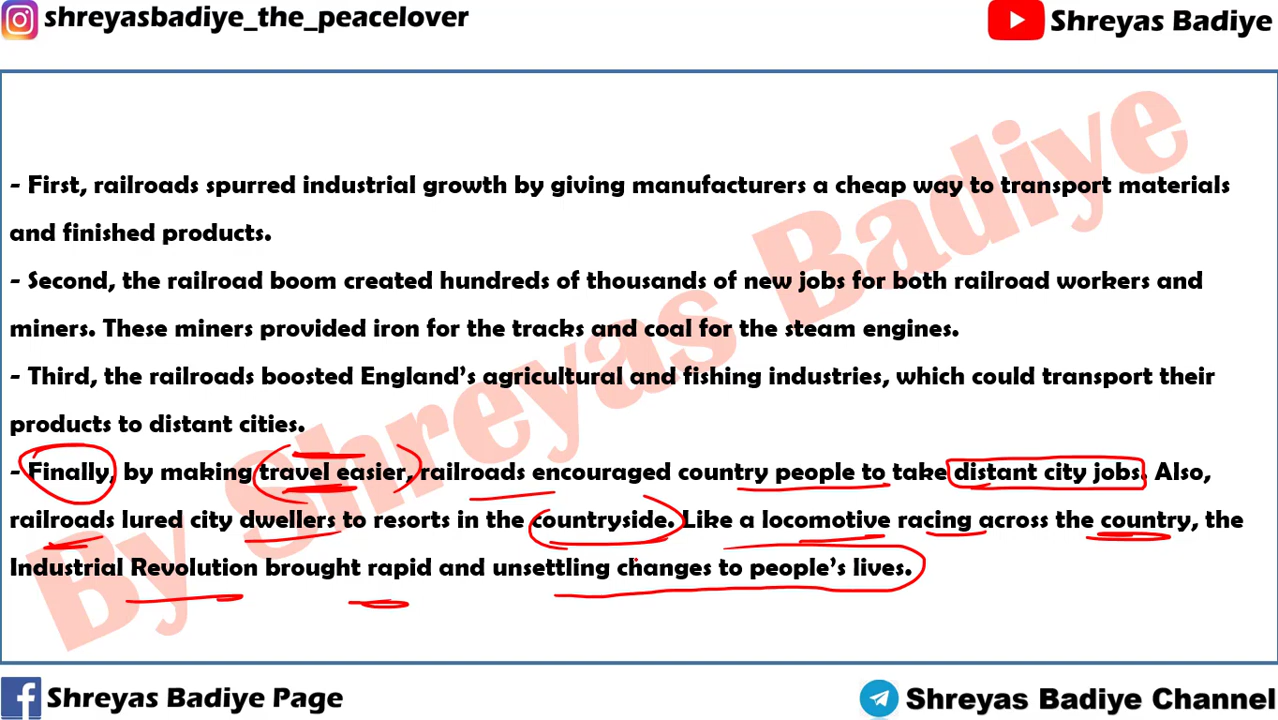 shreyasbadiye_the_peacelover
Shreyas Badiye
- First, railroads spurred industrial growth by giving manufacturers a cheap way to transport materials
and finished products.
- Second, the railroad boom created hundreds of thousands of new jobs for both railroad workers and
miners. These miners provided iron for the tracks and coal for the steam engines.
- Third, the railroads boosted England's agricultural and fishing industries, which could transport their
products to distant cities.
- Finally, by making travel easier, railroads encouraged country people to take distant city jobs. Also,
railroads lured city dwellers to resorts in the countryside. Like a locomotive racing across the country, the
Industrial Revolution brought rapid and unsettling changes to people's lives.
By Shreyas Badiye
Shreyas Badiye Page
Shreyas Badiye Channel